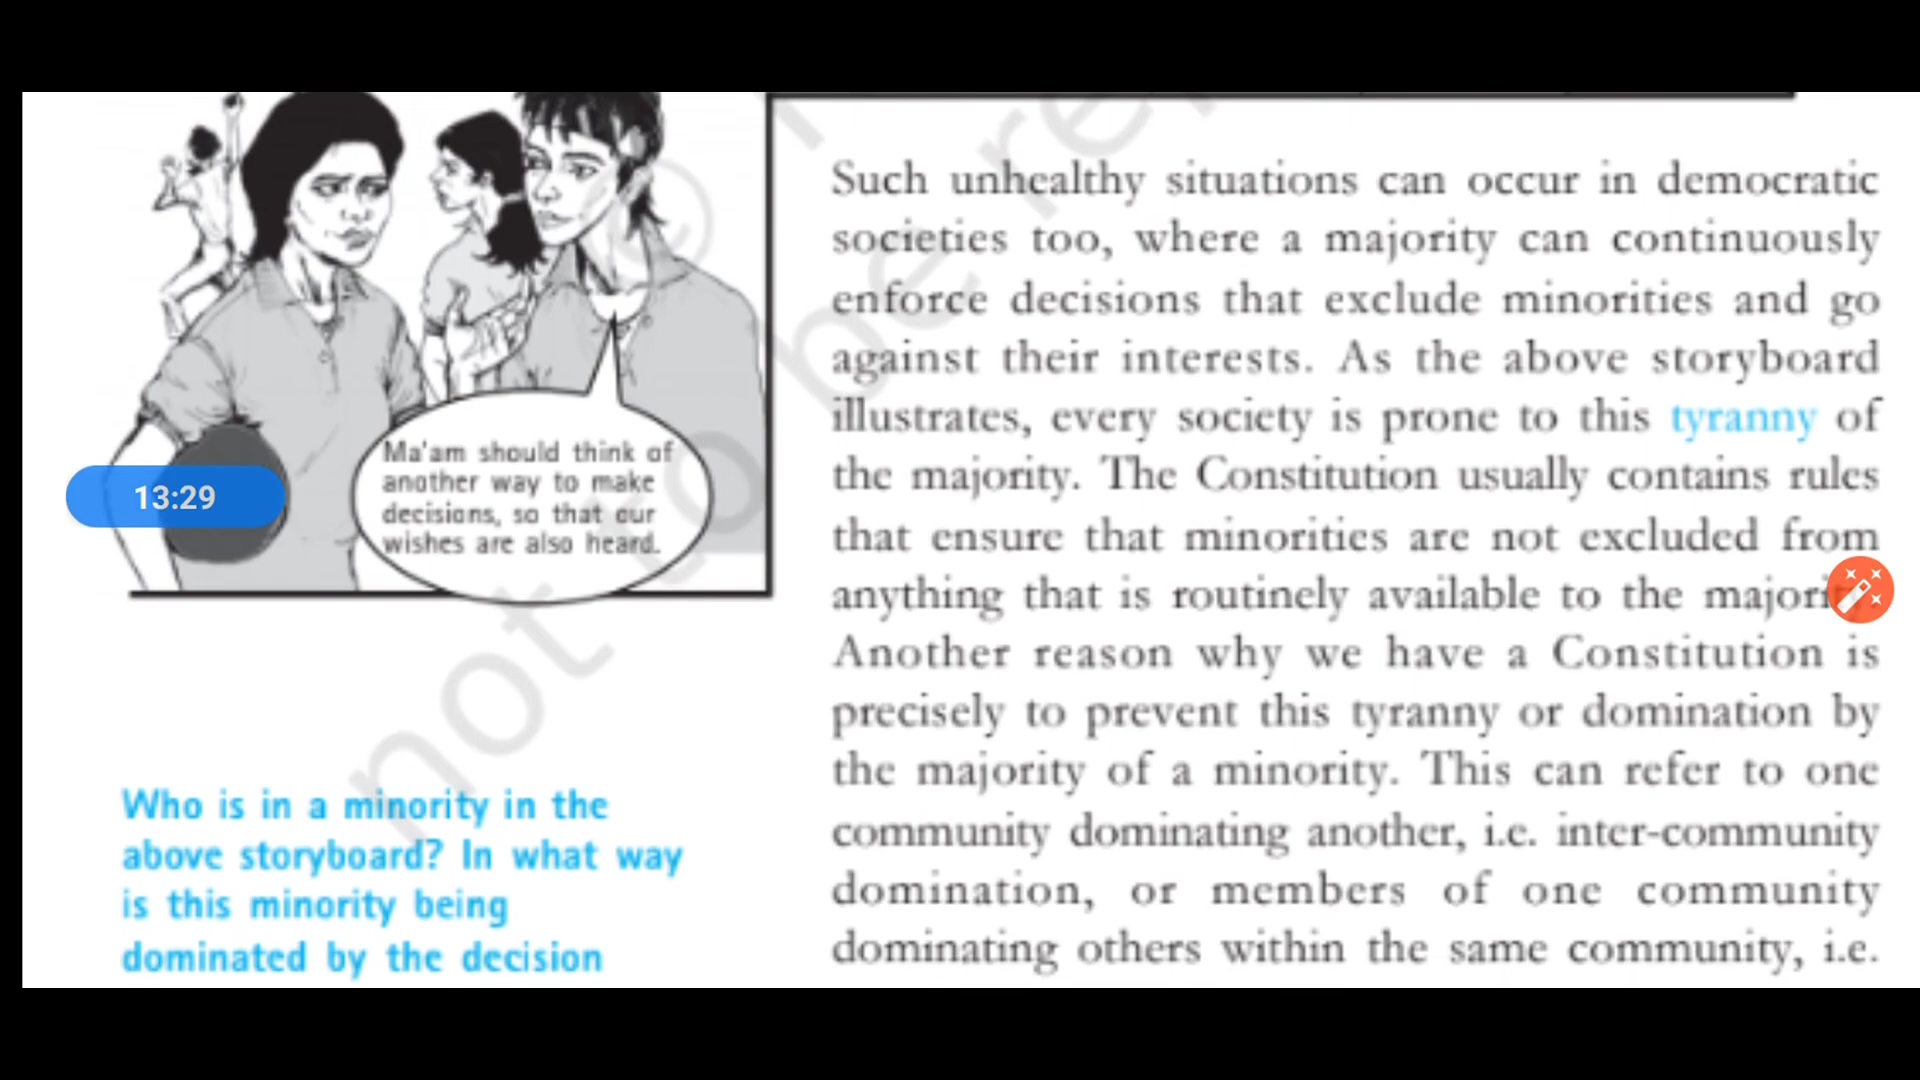 Ma'am should think of
another way to make
decisions, so that our
wishes are also heard.
13:29
Who is in a minority in the
above storyboard? In what way
is this minority being
dominated by the decision
Such unhealthy situations can occur in democratic
societies too, where a majority can continuously
enforce decisions that exclude minorities and go
against their interests. As the above storyboard
illustrates, every society is prone to this tyranny of
the majority. The Constitution usually contains rules
that ensure that minorities are not excluded from
anything that is routinely available to the majority.
Another reason why we have a Constitution is
precisely to prevent this tyranny or domination by
the majority of a minority. This can refer to one
community dominating another, i.e. inter-community
domination, or members of one community
dominating others within the same community, i.e.
not to be rep